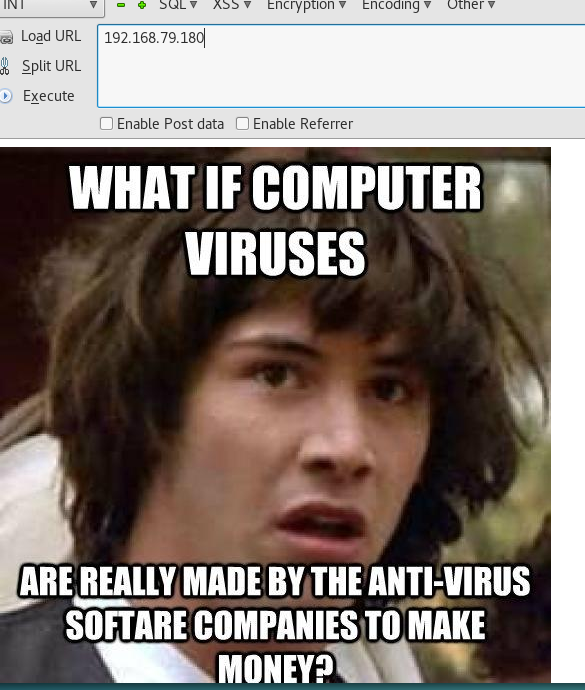 INT SQL XSS Encryption Encoding Other
Load URL 192.168.79.180
Split URL
Execute
Enable Post data Enable Referrer
WHAT IF COMPUTER
VIRUSES
ARE REALLY MADE BY THE ANTI-VIRUS
SOFTARE COMPANIES TO MAKE
MONEY?